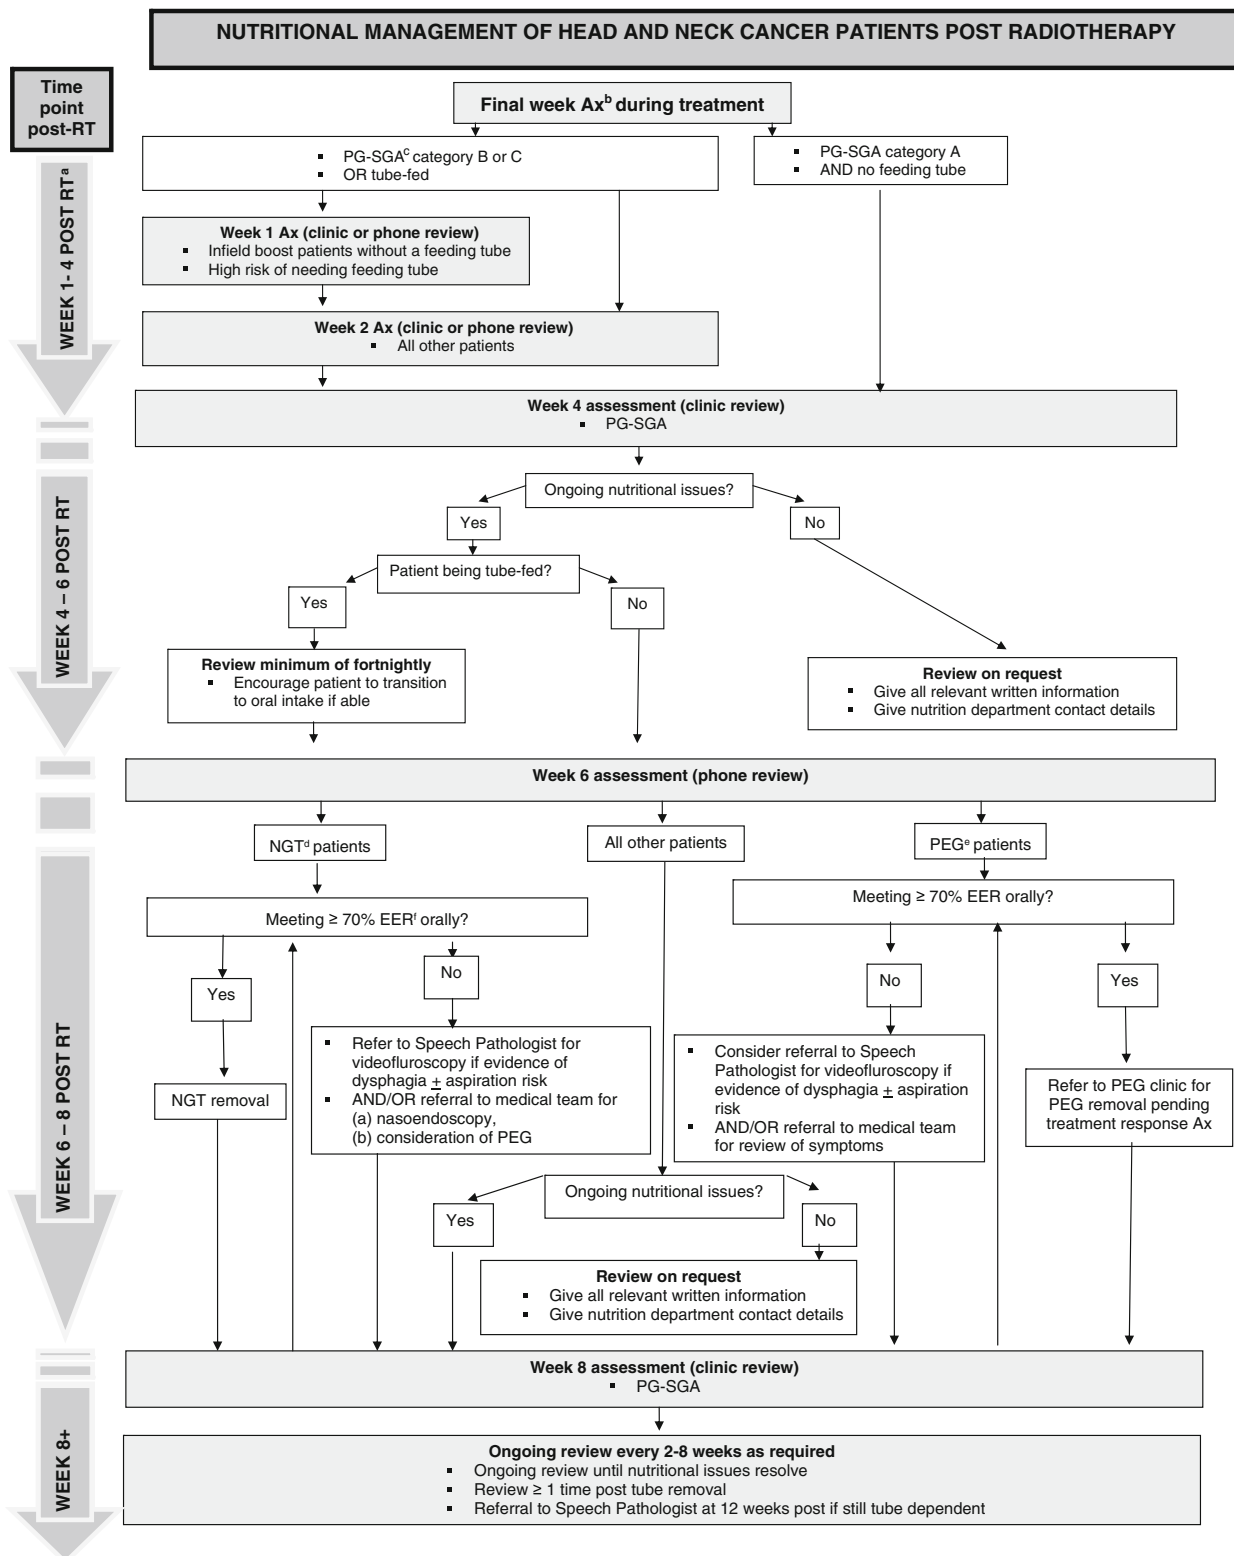 NUTRITIONAL MANAGEMENT OF HEAD AND NECK CANCER PATIENTS POST RADIOTHERAPY
Time
point
post-RT
Final week Axᵇ during treatment
▪ PG-SGAᶜ category B or C
▪ OR tube-fed
▪ PG-SGA category A
▪ AND no feeding tube
WEEK 1- 4 POST RTᵃ
Week 1 Ax (clinic or phone review)
▪ Infield boost patients without a feeding tube
▪ High risk of needing feeding tube
Week 2 Ax (clinic or phone review)
▪ All other patients
Week 4 assessment (clinic review)
▪ PG-SGA
WEEK 4 – 6 POST RT
Ongoing nutritional issues?
Yes
No
Patient being tube-fed?
Yes
No
Review minimum of fortnightly
▪ Encourage patient to transition
to oral intake if able
Review on request
▪ Give all relevant written information
▪ Give nutrition department contact details
Week 6 assessment (phone review)
WEEK 6 – 8 POST RT
NGTᵈ patients
All other patients
PEGᵉ patients
Meeting ≥ 70% EERᶠ orally?
Meeting ≥ 70% EER orally?
Yes
No
No
Yes
NGT removal
▪ Refer to Speech Pathologist for
videofluroscopy if evidence of
dysphagia ± aspiration risk
▪ AND/OR referral to medical team for
(a) nasoendoscopy,
(b) consideration of PEG
▪ Consider referral to Speech
Pathologist for videofluroscopy if
evidence of dysphagia ± aspiration
risk
▪ AND/OR referral to medical team
for review of symptoms
Refer to PEG clinic for
PEG removal pending
treatment response Ax
Ongoing nutritional issues?
Yes
No
Review on request
▪ Give all relevant written information
▪ Give nutrition department contact details
Week 8 assessment (clinic review)
▪ PG-SGA
WEEK 8+
Ongoing review every 2-8 weeks as required
▪ Ongoing review until nutritional issues resolve
▪ Review ≥ 1 time post tube removal
▪ Referral to Speech Pathologist at 12 weeks post if still tube dependent